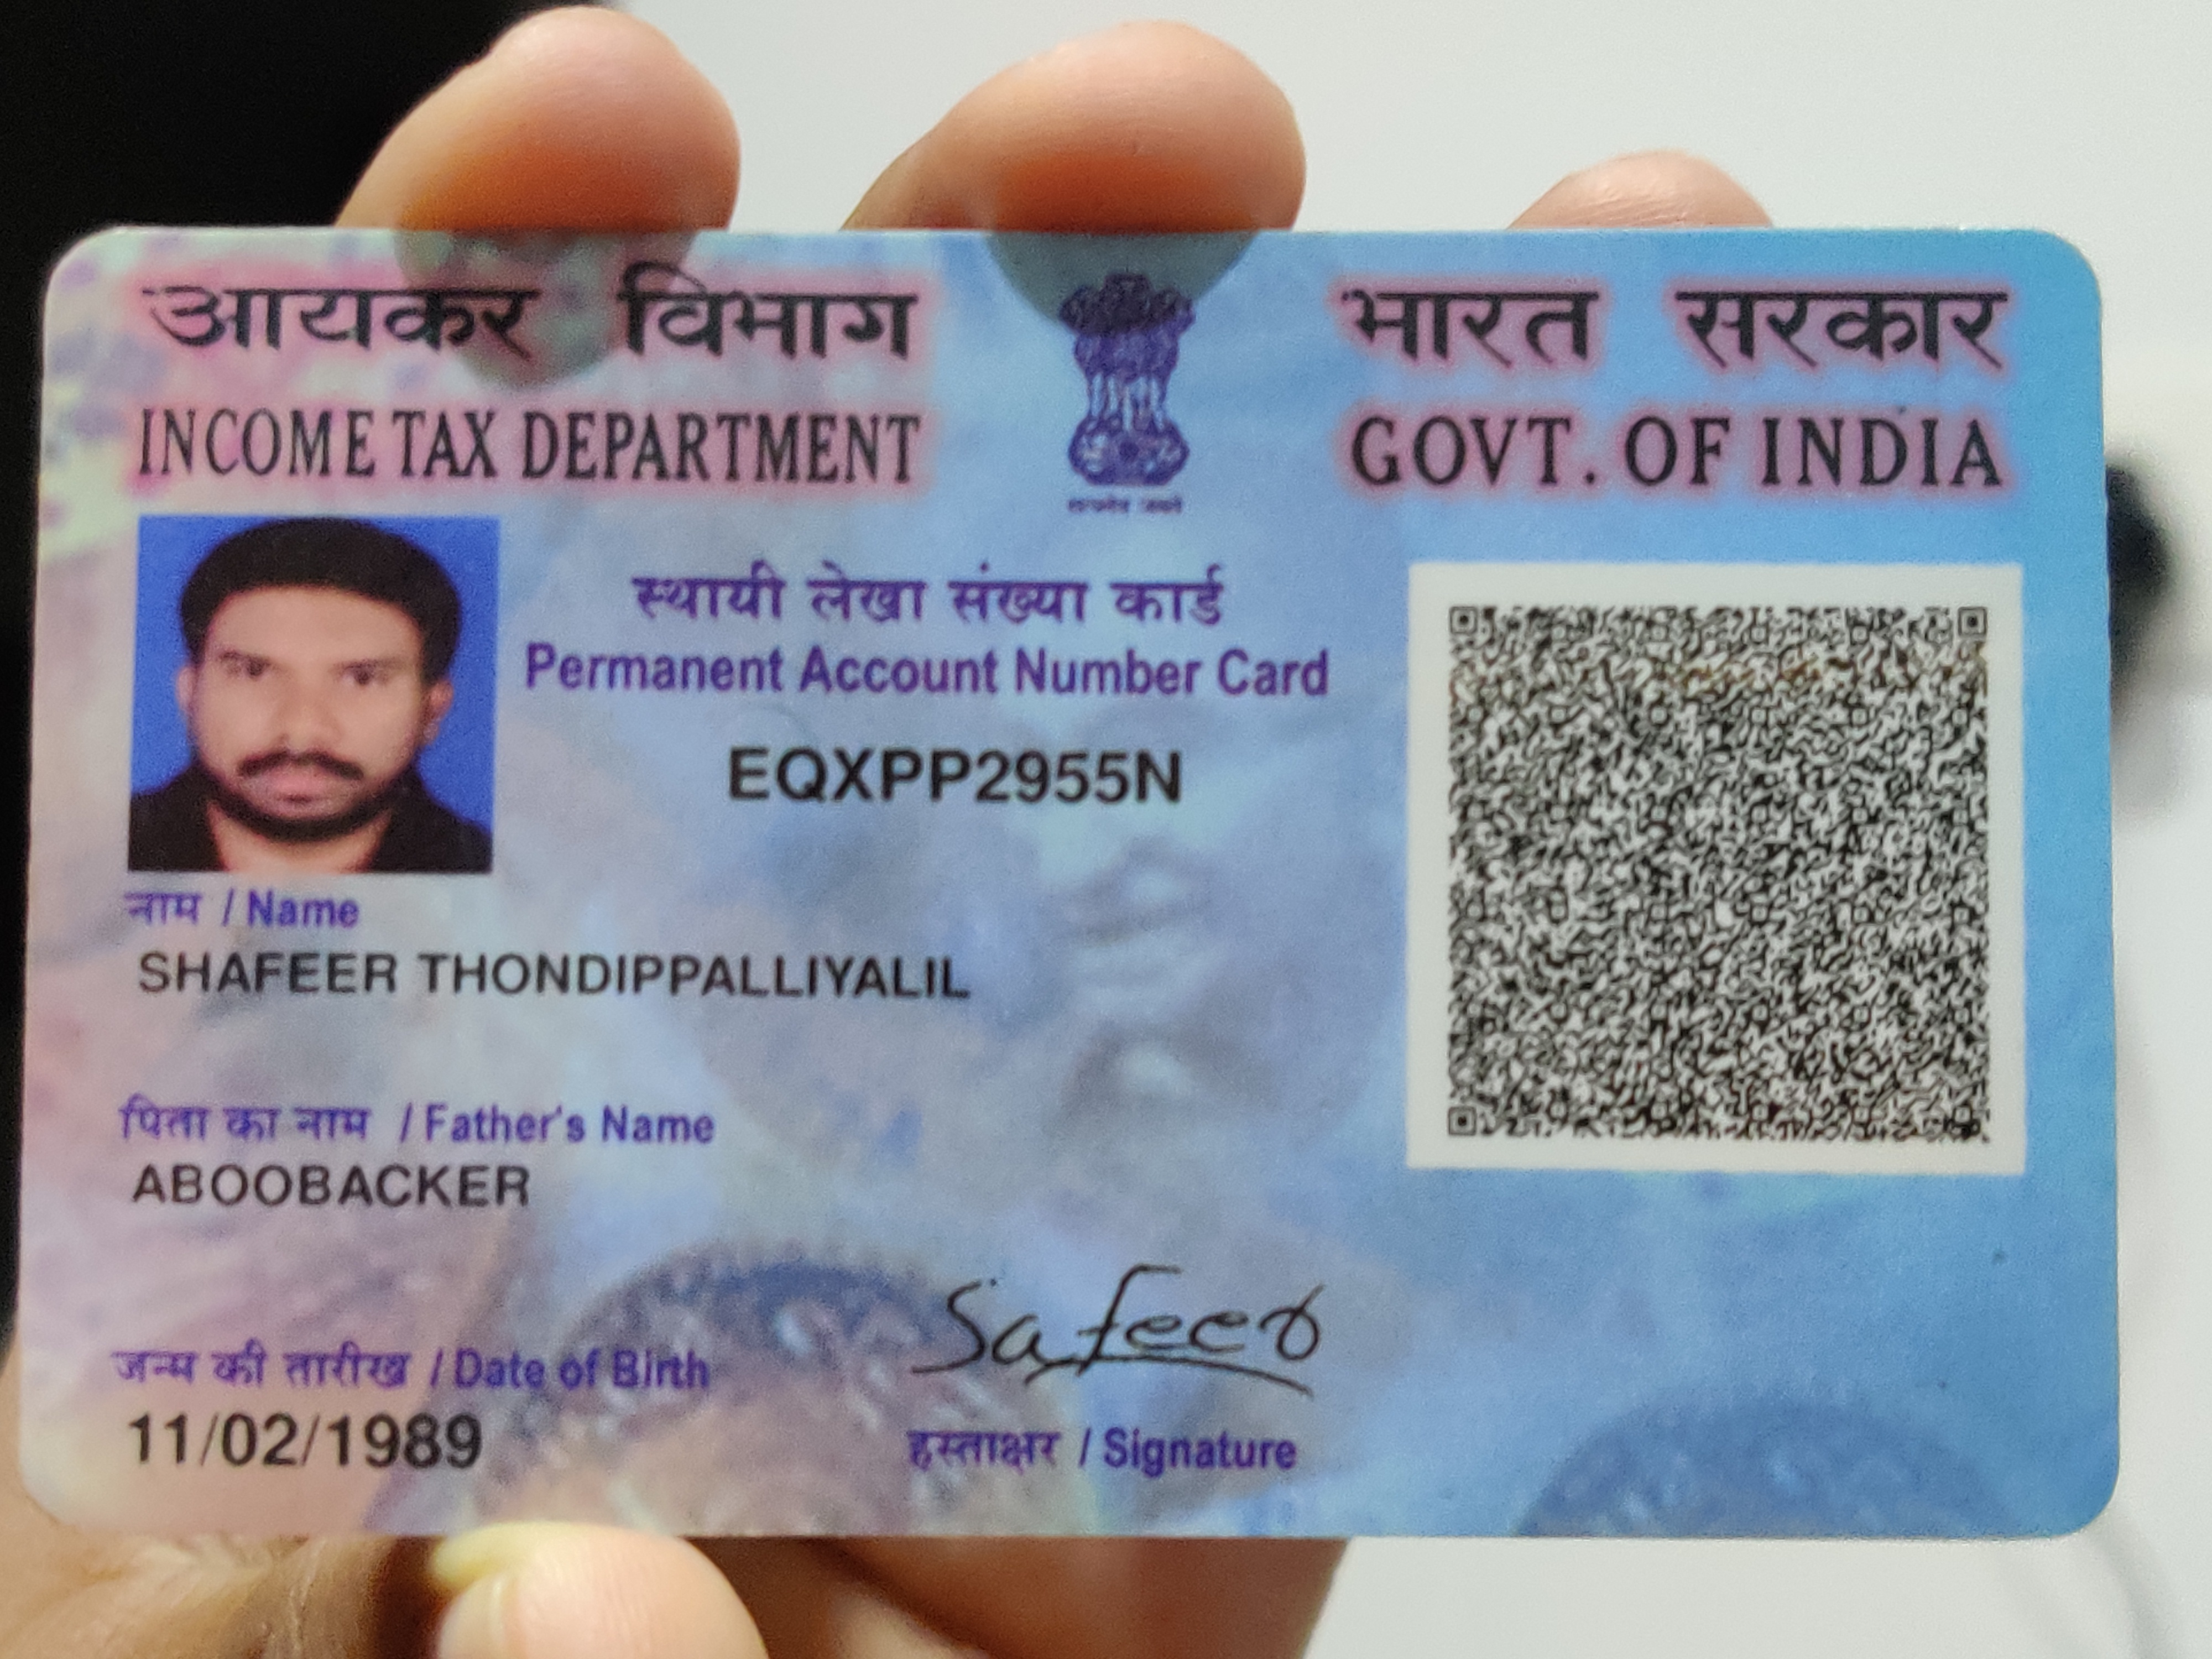 आयकर विभाग
INCOME TAX DEPARTMENT
भारत सरकार
GOVT. OF INDIA
सत्यमेव जयते
स्थायी लेखा संख्या कार्ड
Permanent Account Number Card
EQXPP2955N
नाम / Name
SHAFEER THONDIPPALLIYALIL
पिता का नाम / Father's Name
ABOOBACKER
जन्म की तारीख / Date of Birth
11/02/1989
Safeer
हस्ताक्षर / Signature